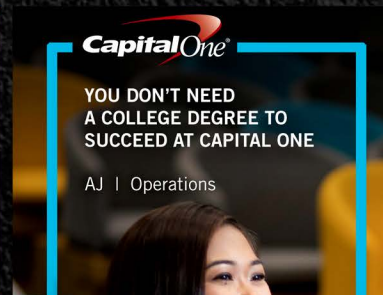 CapitalOne®
YOU DON'T NEED
A COLLEGE DEGREE TO
SUCCEED AT CAPITAL ONE
AJ | Operations